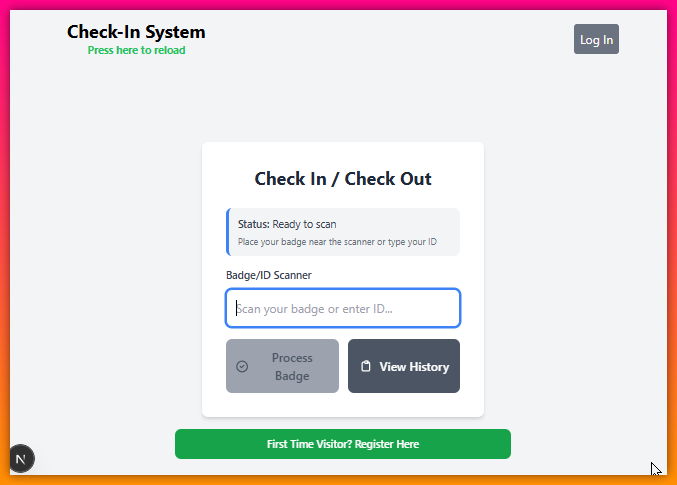 Check-In System
Press here to reload
Log In
Check In / Check Out
Status: Ready to scan
Place your badge near the scanner or type your ID
Badge/ID Scanner
Scan your badge or enter ID...
Process
Badge
View History
First Time Visitor? Register Here
N